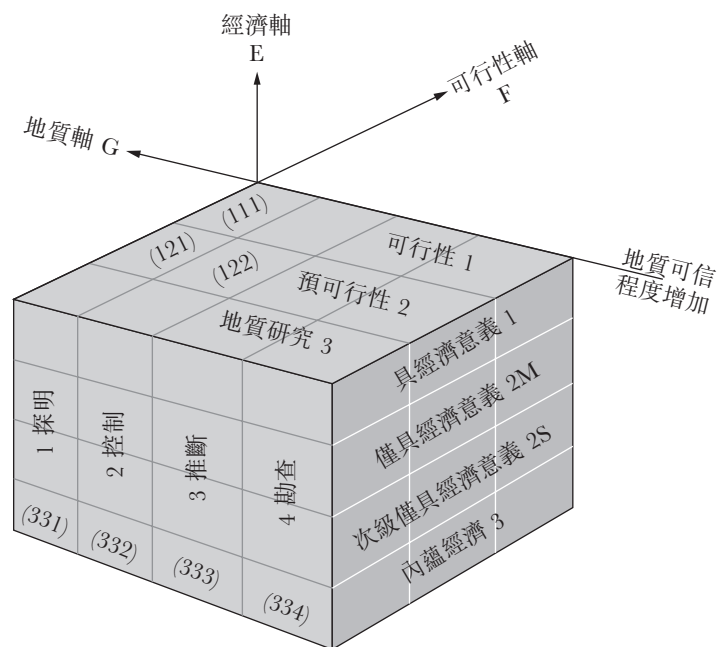 經濟軸
E
可行性軸
F
地質軸 G
(111)
(121)
(122)
可行性 1
預可行性 2
地質研究 3
地質可信
程度增加
具經濟意義 1
僅具經濟意義 2M
次級僅具經濟意義 2S
內蘊經濟 3
1 探明
2 控制
3 推斷
4 勘查
(331)
(332)
(333)
(334)